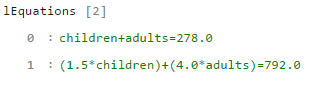 lEquations [2]
0 : children+adults=278.0
1 : (1.5*children)+(4.0*adults)=792.0